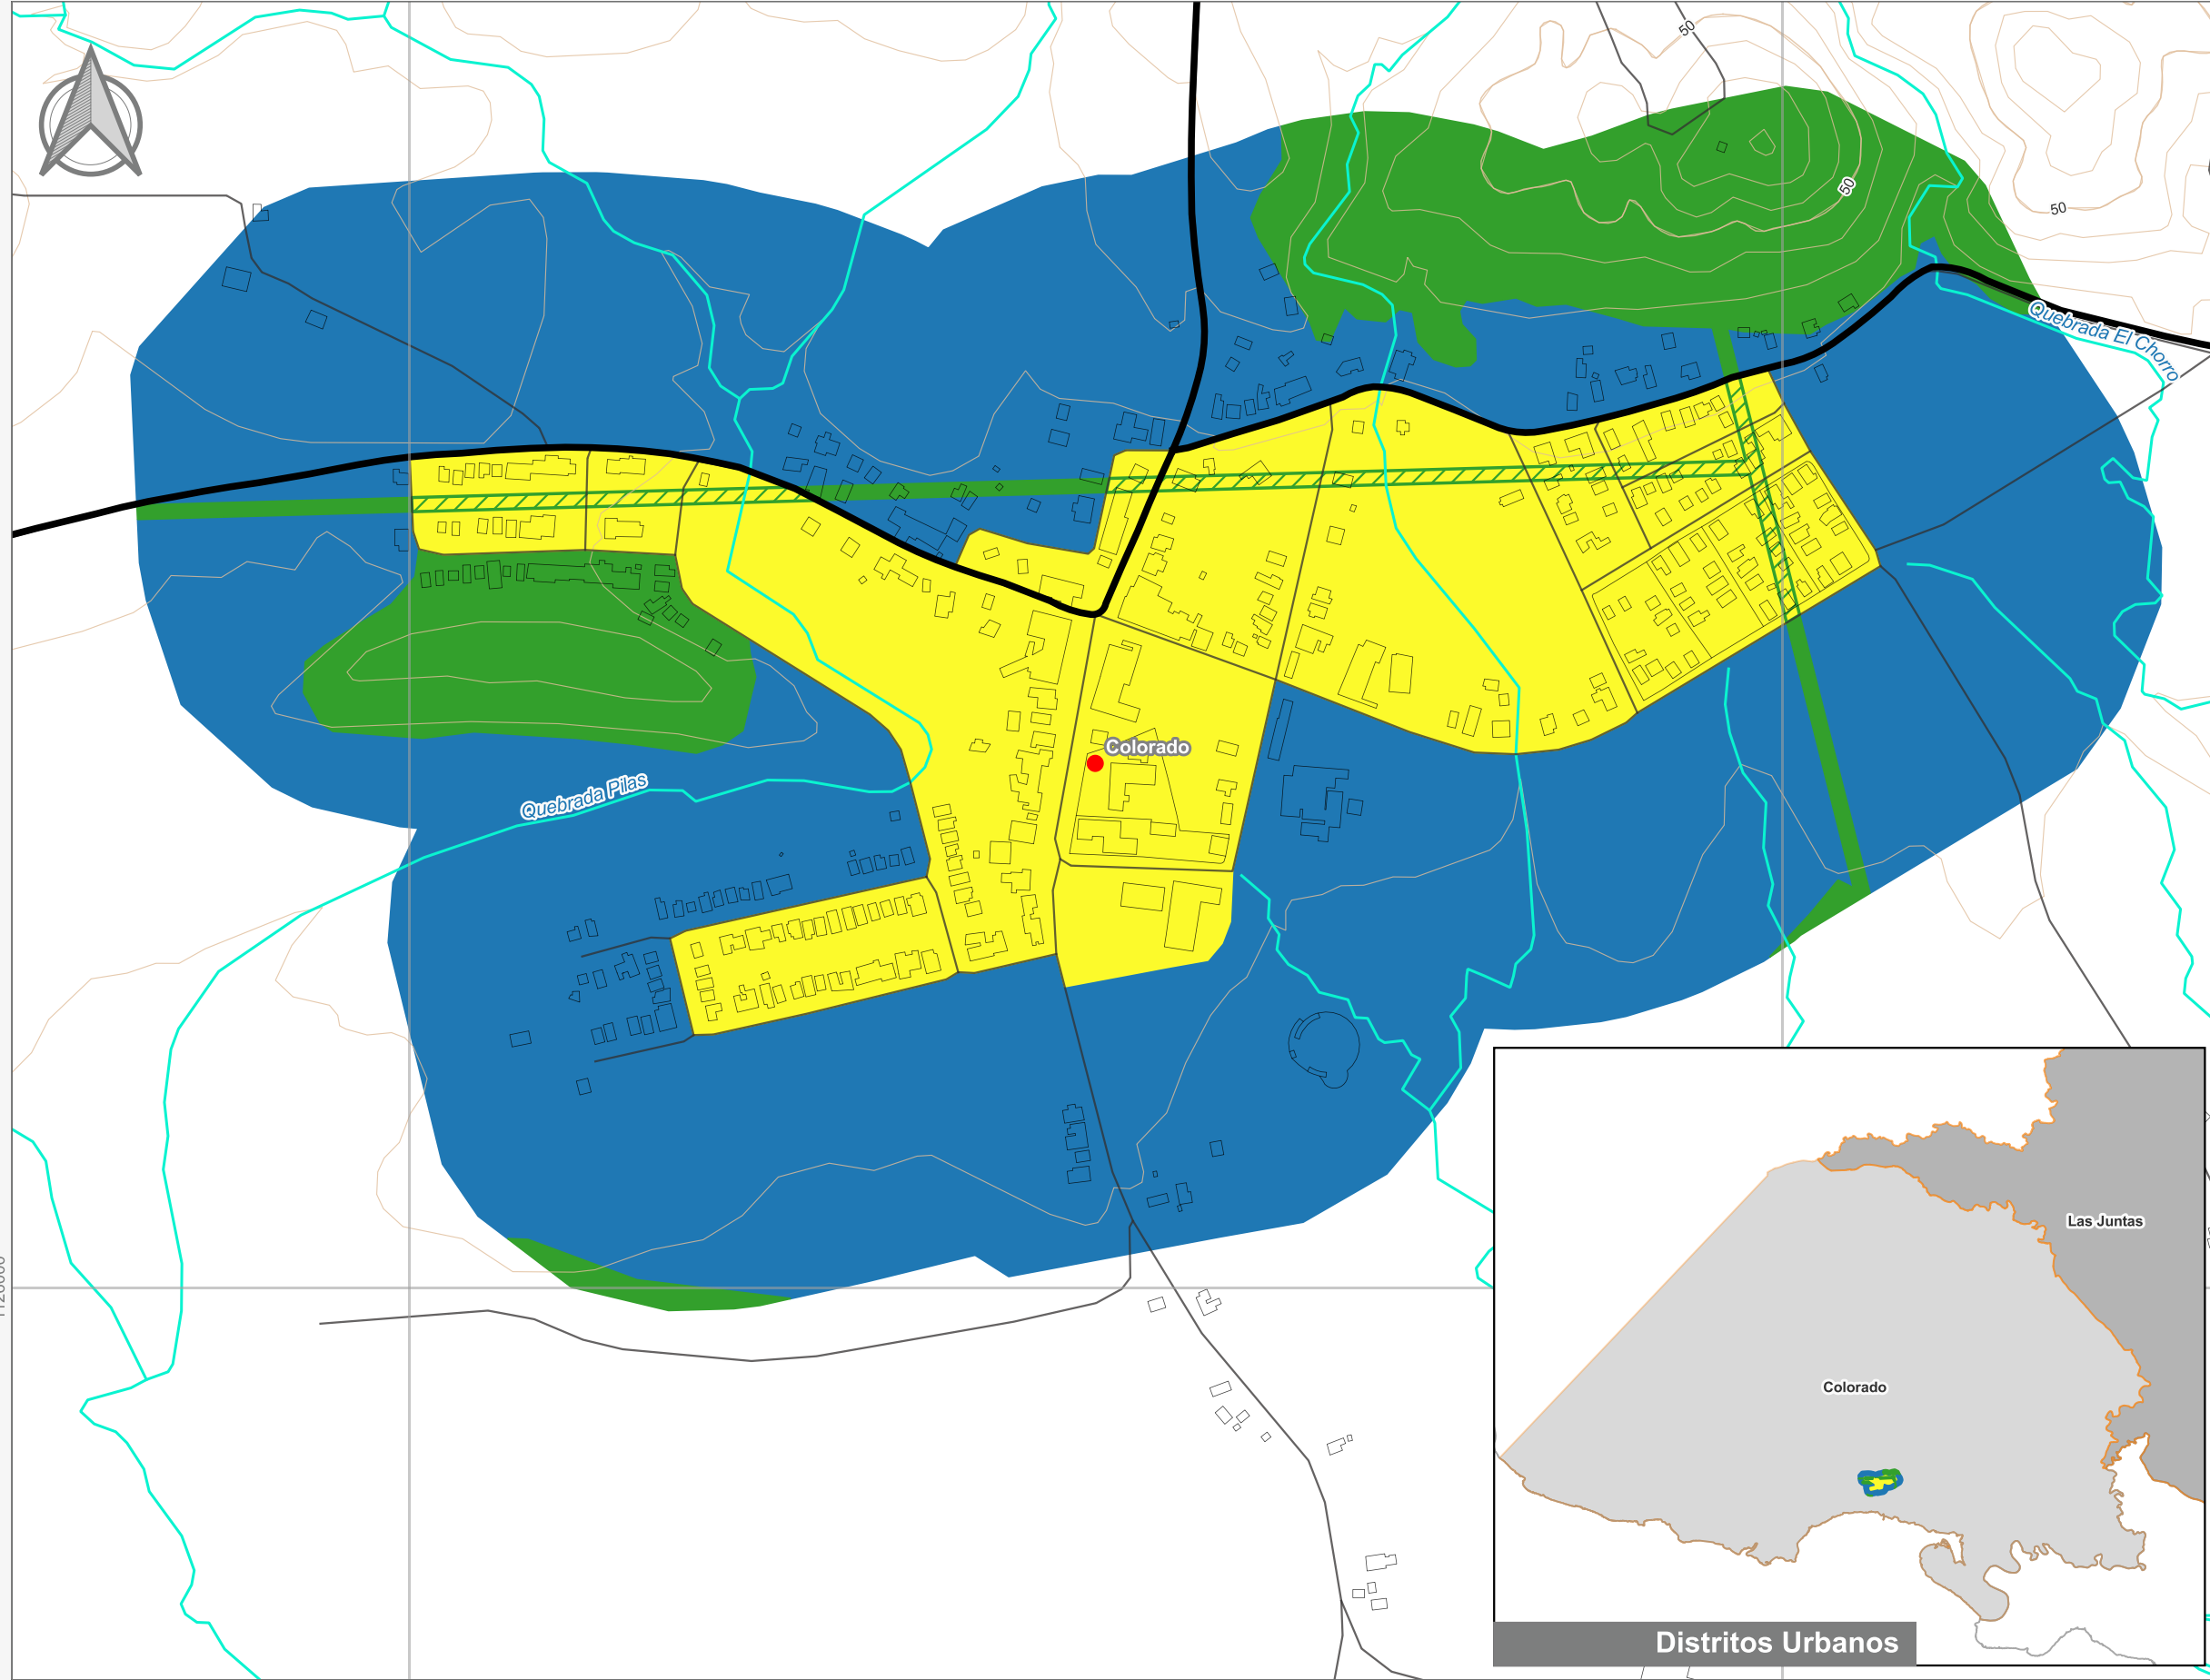 50
50
50
Quebrada El Chorro
Colorado
Quebrada Pilas
Las Juntas
Colorado
Distritos Urbanos